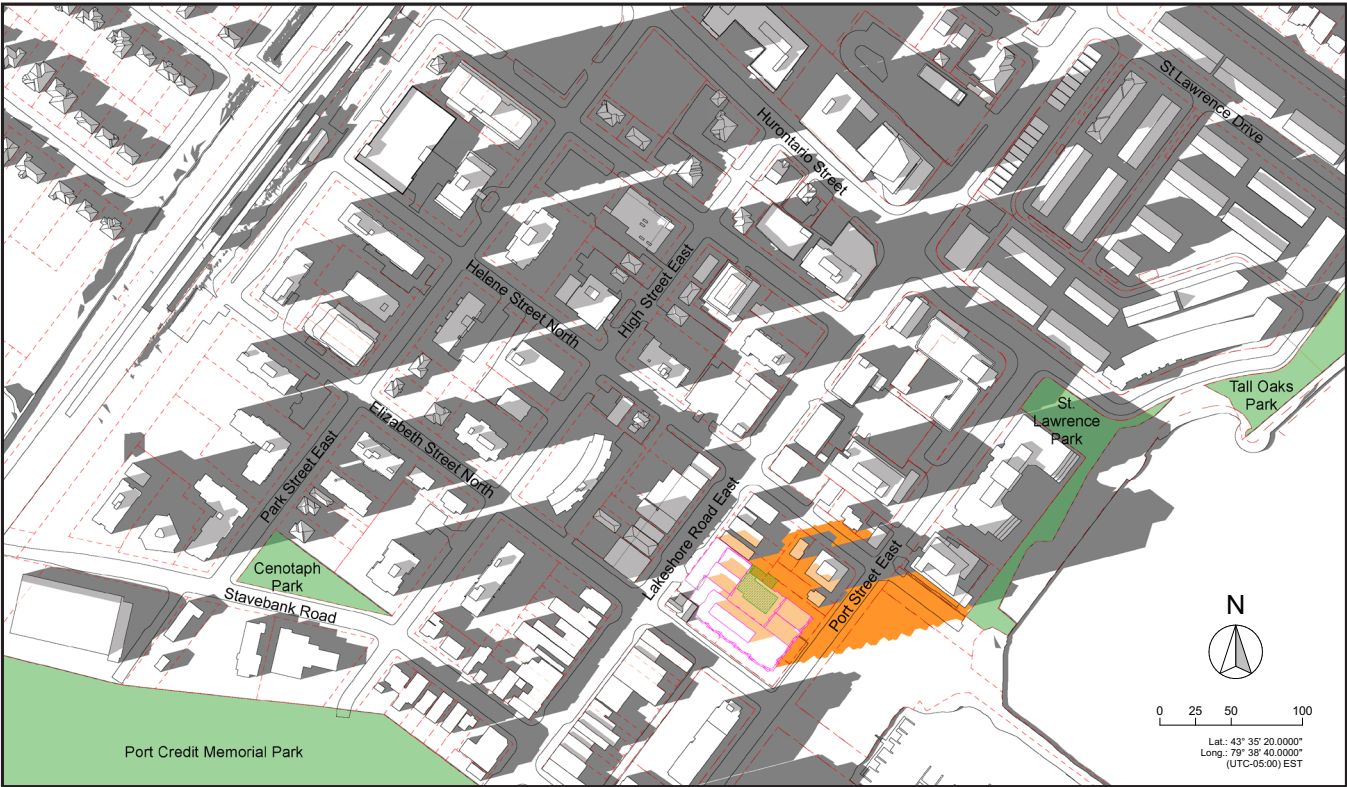 St Lawrence Drive
Hurontario Street
High Street East
Helene Street North
Tall Oaks
Park
St.
Lawrence
Park
Elizabeth Street North
Park Street East
Lakeshore Road East
Port Street East
Cenotaph
Park
Stavebank Road
Port Credit Memorial Park
N
0 25 50 100
Lat.: 43° 35' 20.0000"
Long.: 79° 38' 40.0000"
(UTC-05:00) EST